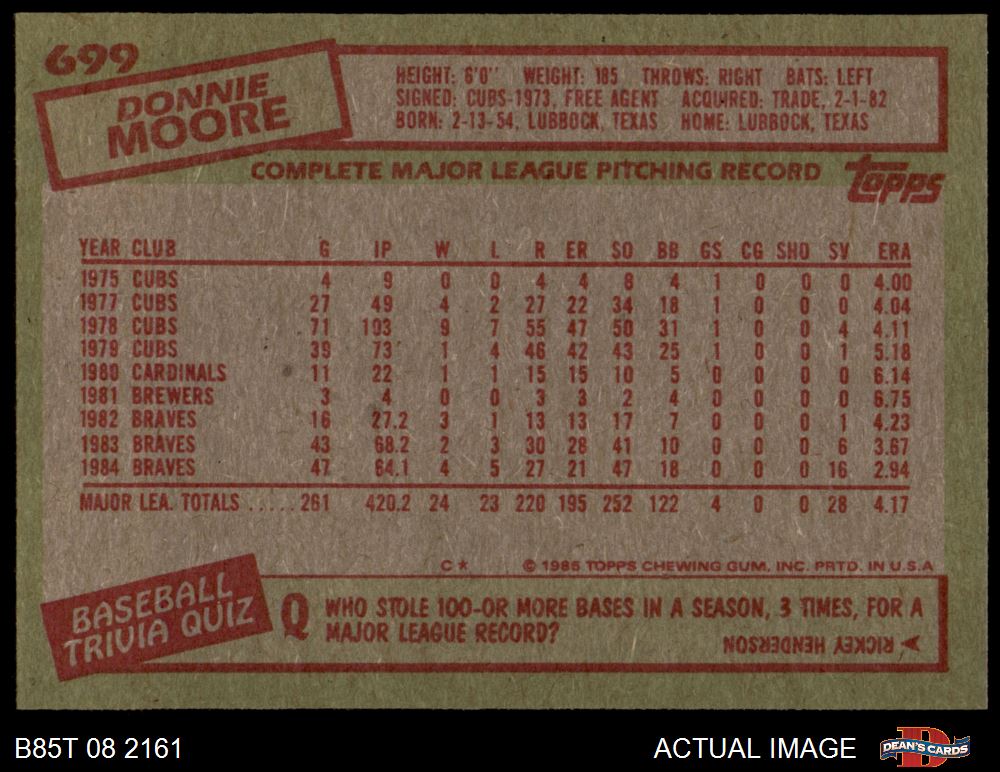 699
DONNIE
MOORE
HEIGHT: 6'0" WEIGHT: 185 THROWS: RIGHT BATS: LEFT
SIGNED: CUBS-1973, FREE AGENT ACQUIRED: TRADE, 2-1-82
BORN: 2-13-54, LUBBOCK, TEXAS HOME: LUBBOCK, TEXAS
COMPLETE MAJOR LEAGUE PITCHING RECORD
topps
YEAR CLUB G IP W L R ER SO BB GS CG SHO SV ERA
1975 CUBS 4 9 0 0 4 4 8 4 1 0 0 0 4.00
1977 CUBS 27 49 4 2 27 22 34 18 1 0 0 0 4.04
1978 CUBS 71 103 9 7 55 47 50 31 1 0 0 4 4.11
1979 CUBS 39 73 1 4 46 42 43 25 1 0 0 1 5.18
1980 CARDINALS 11 22 1 1 15 15 10 5 0 0 0 0 6.14
1981 BREWERS 3 4 0 0 3 3 2 4 0 0 0 0 6.75
1982 BRAVES 16 27.2 3 1 13 13 17 7 0 0 0 1 4.23
1983 BRAVES 43 68.2 2 3 30 28 41 10 0 0 0 6 3.67
1984 BRAVES 47 64.1 4 5 27 21 47 18 0 0 0 16 2.94
MAJOR LEA. TOTALS ..... 261 420.2 24 23 220 195 252 122 4 0 0 28 4.17
C* © 1985 TOPPS CHEWING GUM, INC. PRTD. IN U.S.A
BASEBALL
TRIVIA QUIZ
Q WHO STOLE 100-OR MORE BASES IN A SEASON, 3 TIMES, FOR A
MAJOR LEAGUE RECORD?
RICKEY HENDERSON
B85T 08 2161
ACTUAL IMAGE
D
DEAN'S CARDS